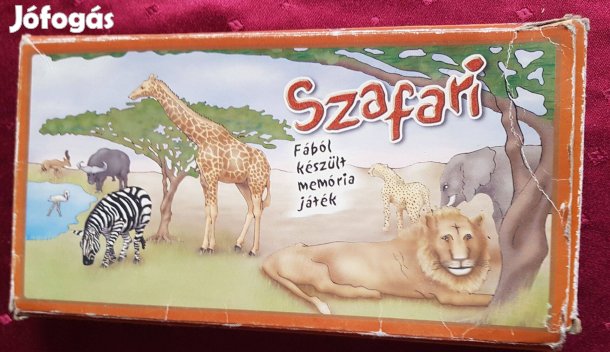 Jófogás
Szafari
Fából
készült
memória
játék